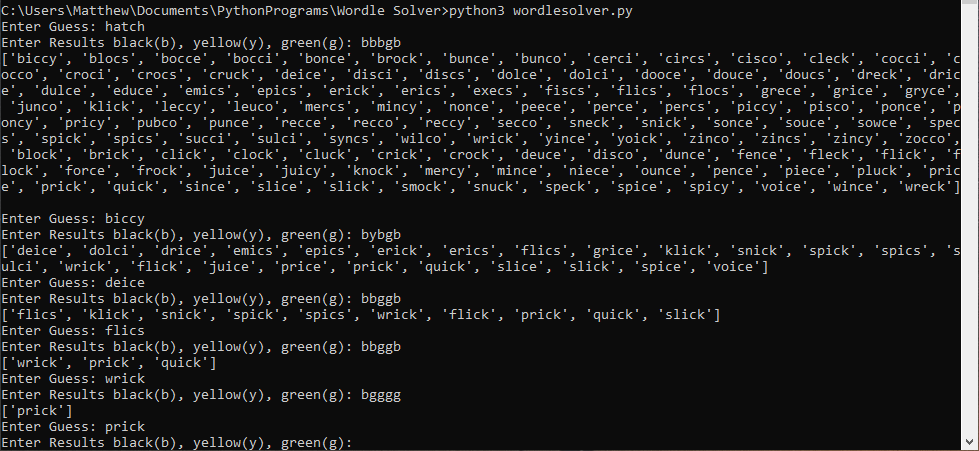 C:\Users\Matthew\Documents\PythonPrograms\Wordle Solver>python3 wordlesolver.py
Enter Guess: hatch
Enter Results black(b), yellow(y), green(g): bbbgb
['biccy', 'blocs', 'bocce', 'bocci', 'bonce', 'brock', 'bunce', 'bunco', 'cerci', 'circs', 'cisco', 'cleck', 'cocci', 'c
occo', 'croci', 'crocs', 'cruck', 'deice', 'disci', 'discs', 'dolce', 'dolci', 'dooce', 'douce', 'doucs', 'dreck', 'dric
e', 'dulce', 'educe', 'emics', 'epics', 'erick', 'erics', 'execs', 'fiscs', 'flics', 'flocs', 'grece', 'grice', 'gryce',
 'junco', 'klick', 'leccy', 'leuco', 'mercs', 'mincy', 'nonce', 'peece', 'perce', 'percs', 'piccy', 'pisco', 'ponce', 'p
oncy', 'pricy', 'pubco', 'punce', 'recce', 'recco', 'reccy', 'secco', 'sneck', 'snick', 'sonce', 'souce', 'sowce', 'spec
s', 'spick', 'spics', 'succi', 'sulci', 'syncs', 'wilco', 'wrick', 'yince', 'yoick', 'zinco', 'zincs', 'zincy', 'zocco',
 'block', 'brick', 'click', 'clock', 'cluck', 'crick', 'crock', 'deuce', 'disco', 'dunce', 'fence', 'fleck', 'flick', 'f
lock', 'force', 'frock', 'juice', 'juicy', 'knock', 'mercy', 'mince', 'niece', 'ounce', 'pence', 'piece', 'pluck', 'pric
e', 'prick', 'quick', 'since', 'slice', 'slick', 'smock', 'snuck', 'speck', 'spice', 'spicy', 'voice', 'wince', 'wreck']
Enter Guess: biccy
Enter Results black(b), yellow(y), green(g): bybgb
['deice', 'dolci', 'drice', 'emics', 'epics', 'erick', 'erics', 'flics', 'grice', 'klick', 'snick', 'spick', 'spics', 's
ulci', 'wrick', 'flick', 'juice', 'price', 'prick', 'quick', 'slice', 'slick', 'spice', 'voice']
Enter Guess: deice
Enter Results black(b), yellow(y), green(g): bbggb
['flics', 'klick', 'snick', 'spick', 'spics', 'wrick', 'flick', 'prick', 'quick', 'slick']
Enter Guess: flics
Enter Results black(b), yellow(y), green(g): bbggb
['wrick', 'prick', 'quick']
Enter Guess: wrick
Enter Results black(b), yellow(y), green(g): bgggg
['prick']
Enter Guess: prick
Enter Results black(b), yellow(y), green(g):